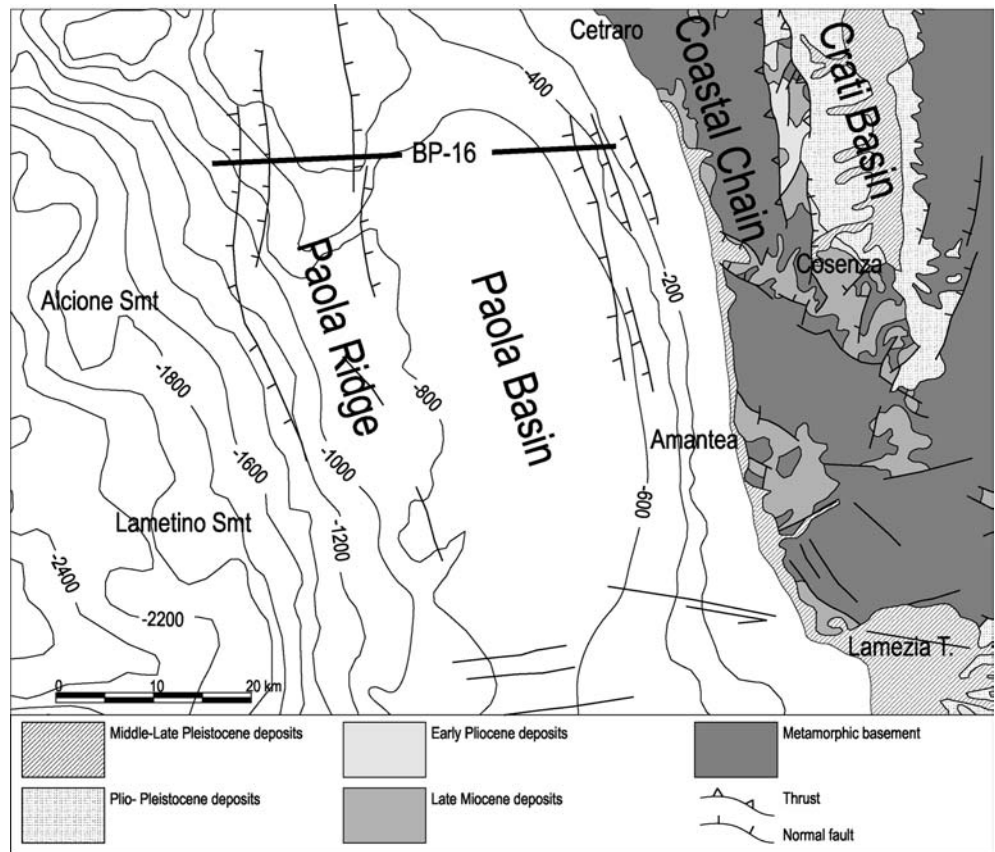 Cetraro
-400
Coastal Chain
Crati Basin
BP-16
Cosenza
-200
Paola Ridge
Paola Basin
Alcione Smt
-1800
-800
-1600
-1000
Amantea
-600
Lametino Smt
-1200
-2400
-2200
Lamezia T.
0 10 20 km
Middle-Late Pleistocene deposits
Early Pliocene deposits
Metamorphic basement
Plio- Pleistocene deposits
Late Miocene deposits
Thrust
Normal fault